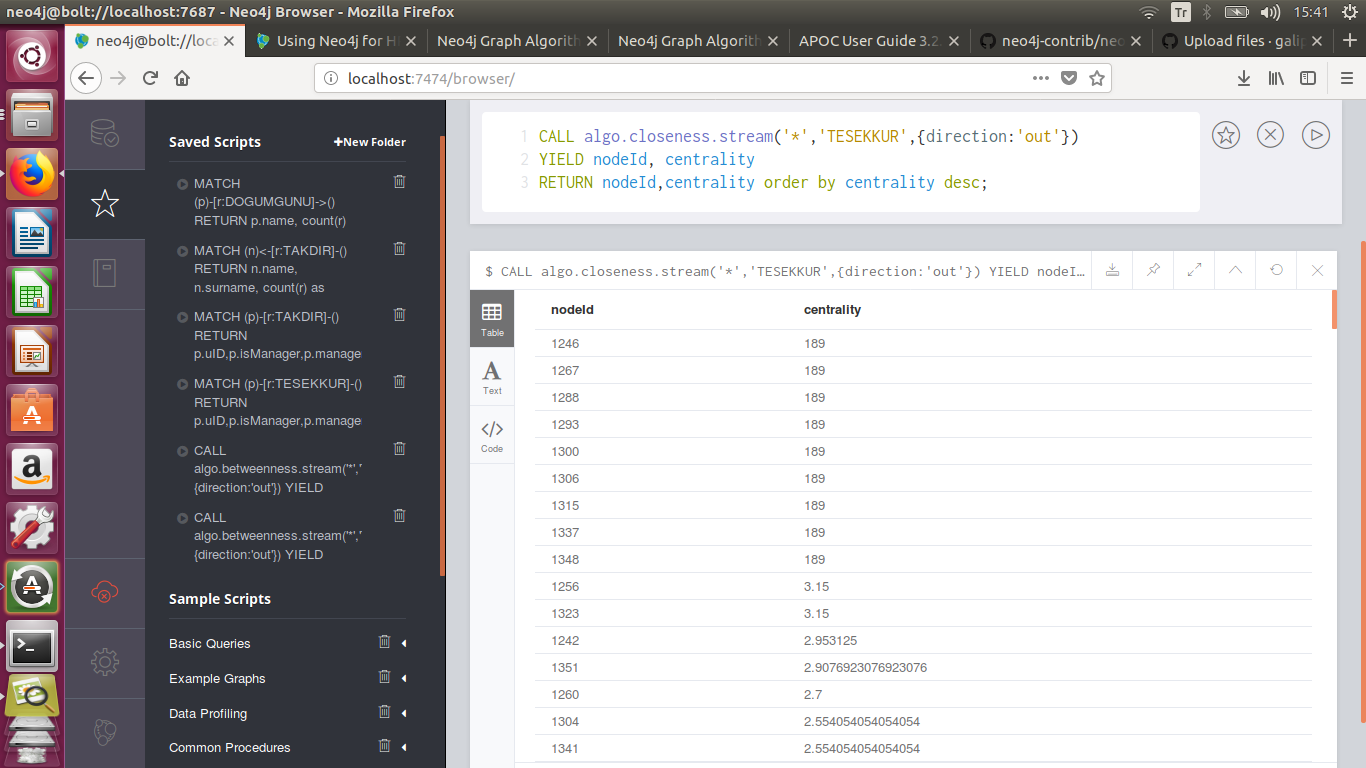 neo4j@bolt://localhost:7687 - Neo4j Browser - Mozilla Firefox
Tr
15:41
neo4j@bolt://loca
Using Neo4j for H
Neo4j Graph Algorith
Neo4j Graph Algorith
APOC User Guide 3.2
neo4j-contrib/neo
Upload files · galip
localhost:7474/browser/
Saved Scripts
+New Folder
MATCH
(p)-[r:DOGUMGUNU]->()
RETURN p.name, count(r)
MATCH (n)<-[r:TAKDIR]-()
RETURN n.name,
n.surname, count(r) as
MATCH (p)-[r:TAKDIR]-()
RETURN
p.uID,p.isManager,p.manage
MATCH (p)-[r:TESEKKUR]-()
RETURN
p.uID,p.isManager,p.manage
CALL
algo.betweenness.stream('*','
{direction:'out'}) YIELD
CALL
algo.betweenness.stream('*','
{direction:'out'}) YIELD
Sample Scripts
Basic Queries
Example Graphs
Data Profiling
Common Procedures
1 CALL algo.closeness.stream('*','TESEKKUR',{direction:'out'})
2 YIELD nodeId, centrality
3 RETURN nodeId,centrality order by centrality desc;
$ CALL algo.closeness.stream('*','TESEKKUR',{direction:'out'}) YIELD nodeI…
Table
Text
Code
nodeId centrality
1246 189
1267 189
1288 189
1293 189
1300 189
1306 189
1315 189
1337 189
1348 189
1256 3.15
1323 3.15
1242 2.953125
1351 2.9076923076923076
1260 2.7
1304 2.554054054054054
1341 2.554054054054054